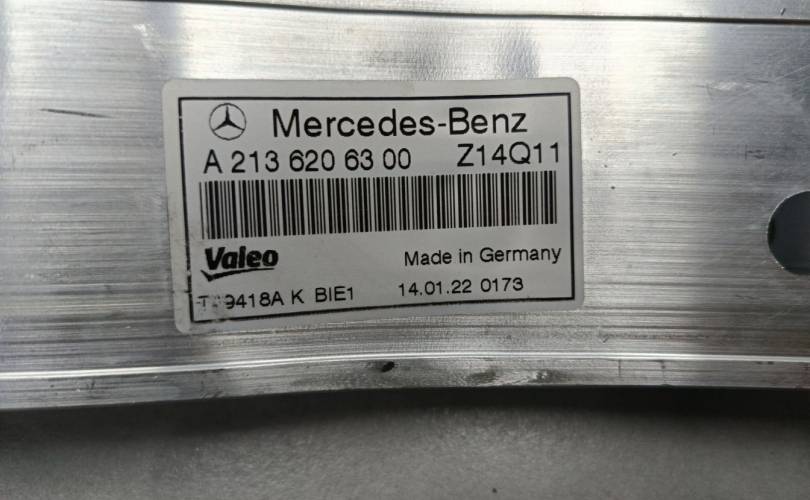 Mercedes-Benz
A 213 620 63 00 Z14Q11
Valeo Made in Germany
K BIE1 14.01.22 0173